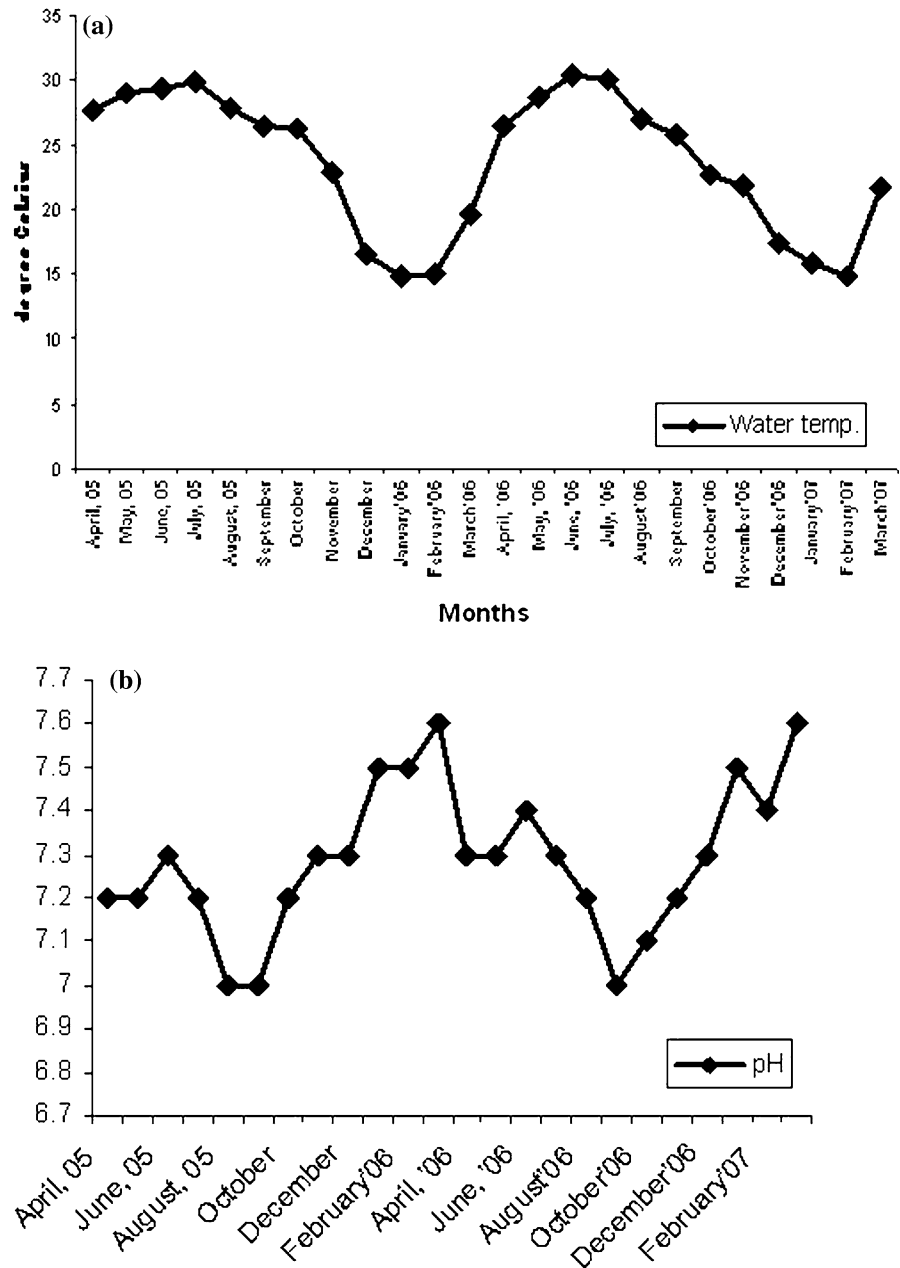 (a)
35
30
25
20
15
10
5
0
degree Celsius
Water temp.
April, 05
May, 05
June, 05
July, 05
August, 05
September
October
November
December
January'06
February'06
March'06
April, '06
May, '06
June, '06
July, '06
August'06
September
October'06
November'06
December'06
January'07
February'07
March'07
Months
(b)
7.7
7.6
7.5
7.4
7.3
7.2
7.1
7
6.9
6.8
6.7
pH
April, 05
June, 05
August, 05
October
December
February'06
April, '06
June, '06
August'06
October'06
December'06
February'07